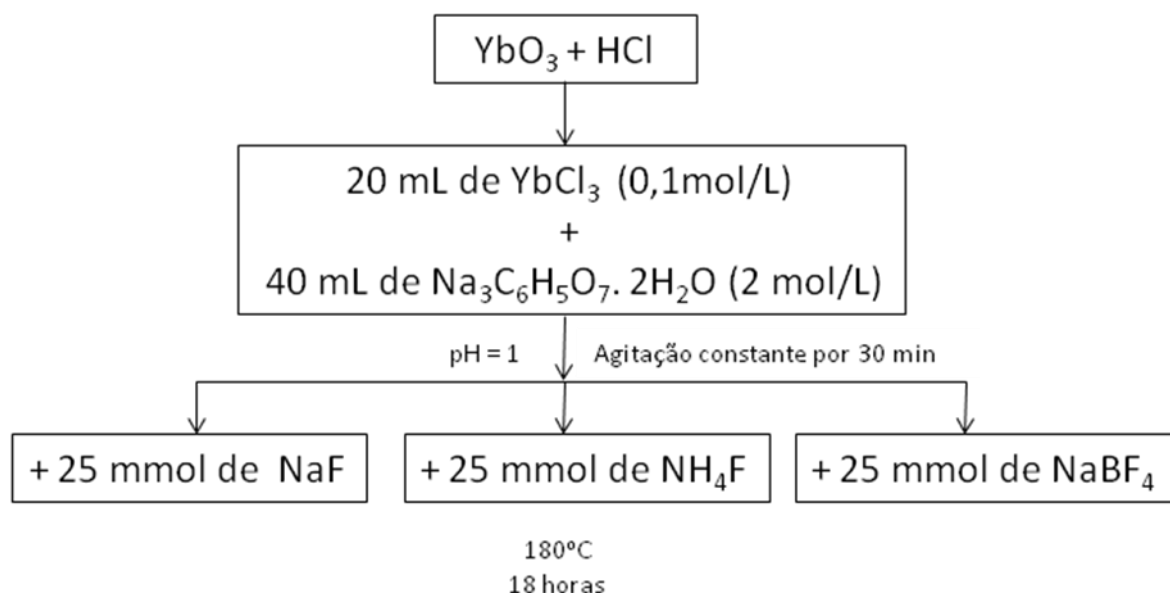 YbO₃ + HCl
20 mL de YbCl₃ (0,1mol/L)
+
40 mL de Na₃C₆H₅O₇. 2H₂O (2 mol/L)
pH = 1 Agitação constante por 30 min
+ 25 mmol de NaF + 25 mmol de NH₄F + 25 mmol de NaBF₄
180ºC
18 horas